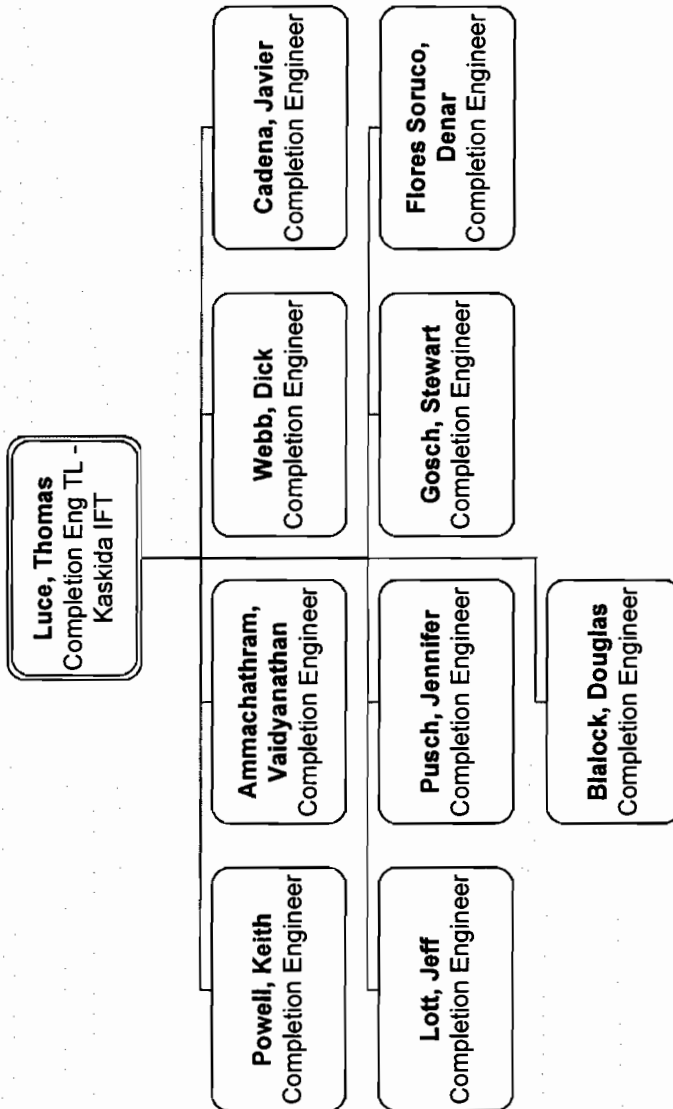 Luce, Thomas
Completion Eng TL -
Kaskida IFT
Powell, Keith
Completion Engineer
Ammachathram,
Vaidyanathan
Completion Engineer
Webb, Dick
Completion Engineer
Cadena, Javier
Completion Engineer
Lott, Jeff
Completion Engineer
Pusch, Jennifer
Completion Engineer
Gosch, Stewart
Completion Engineer
Flores Soruco,
Denar
Completion Engineer
Blalock, Douglas
Completion Engineer